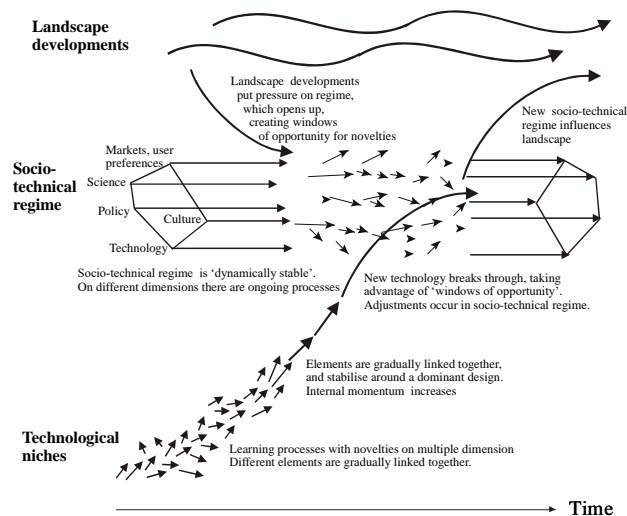 Landscape
developments
Landscape developments
put pressure on regime,
which opens up,
creating windows
of opportunity for novelties
New socio-technical
regime influences
landscape
Socio-
technical
regime
Markets, user
preferences
Science
Policy
Culture
Technology
Socio-technical regime is ‘dynamically stable’.
On different dimensions there are ongoing processes
New technology breaks through, taking
advantage of ‘windows of opportunity’.
Adjustments occur in socio-technical regime.
Elements are gradually linked together,
and stabilise around a dominant design.
Internal momentum increases
Technological
niches
Learning processes with novelties on multiple dimension
Different elements are gradually linked together.
Time